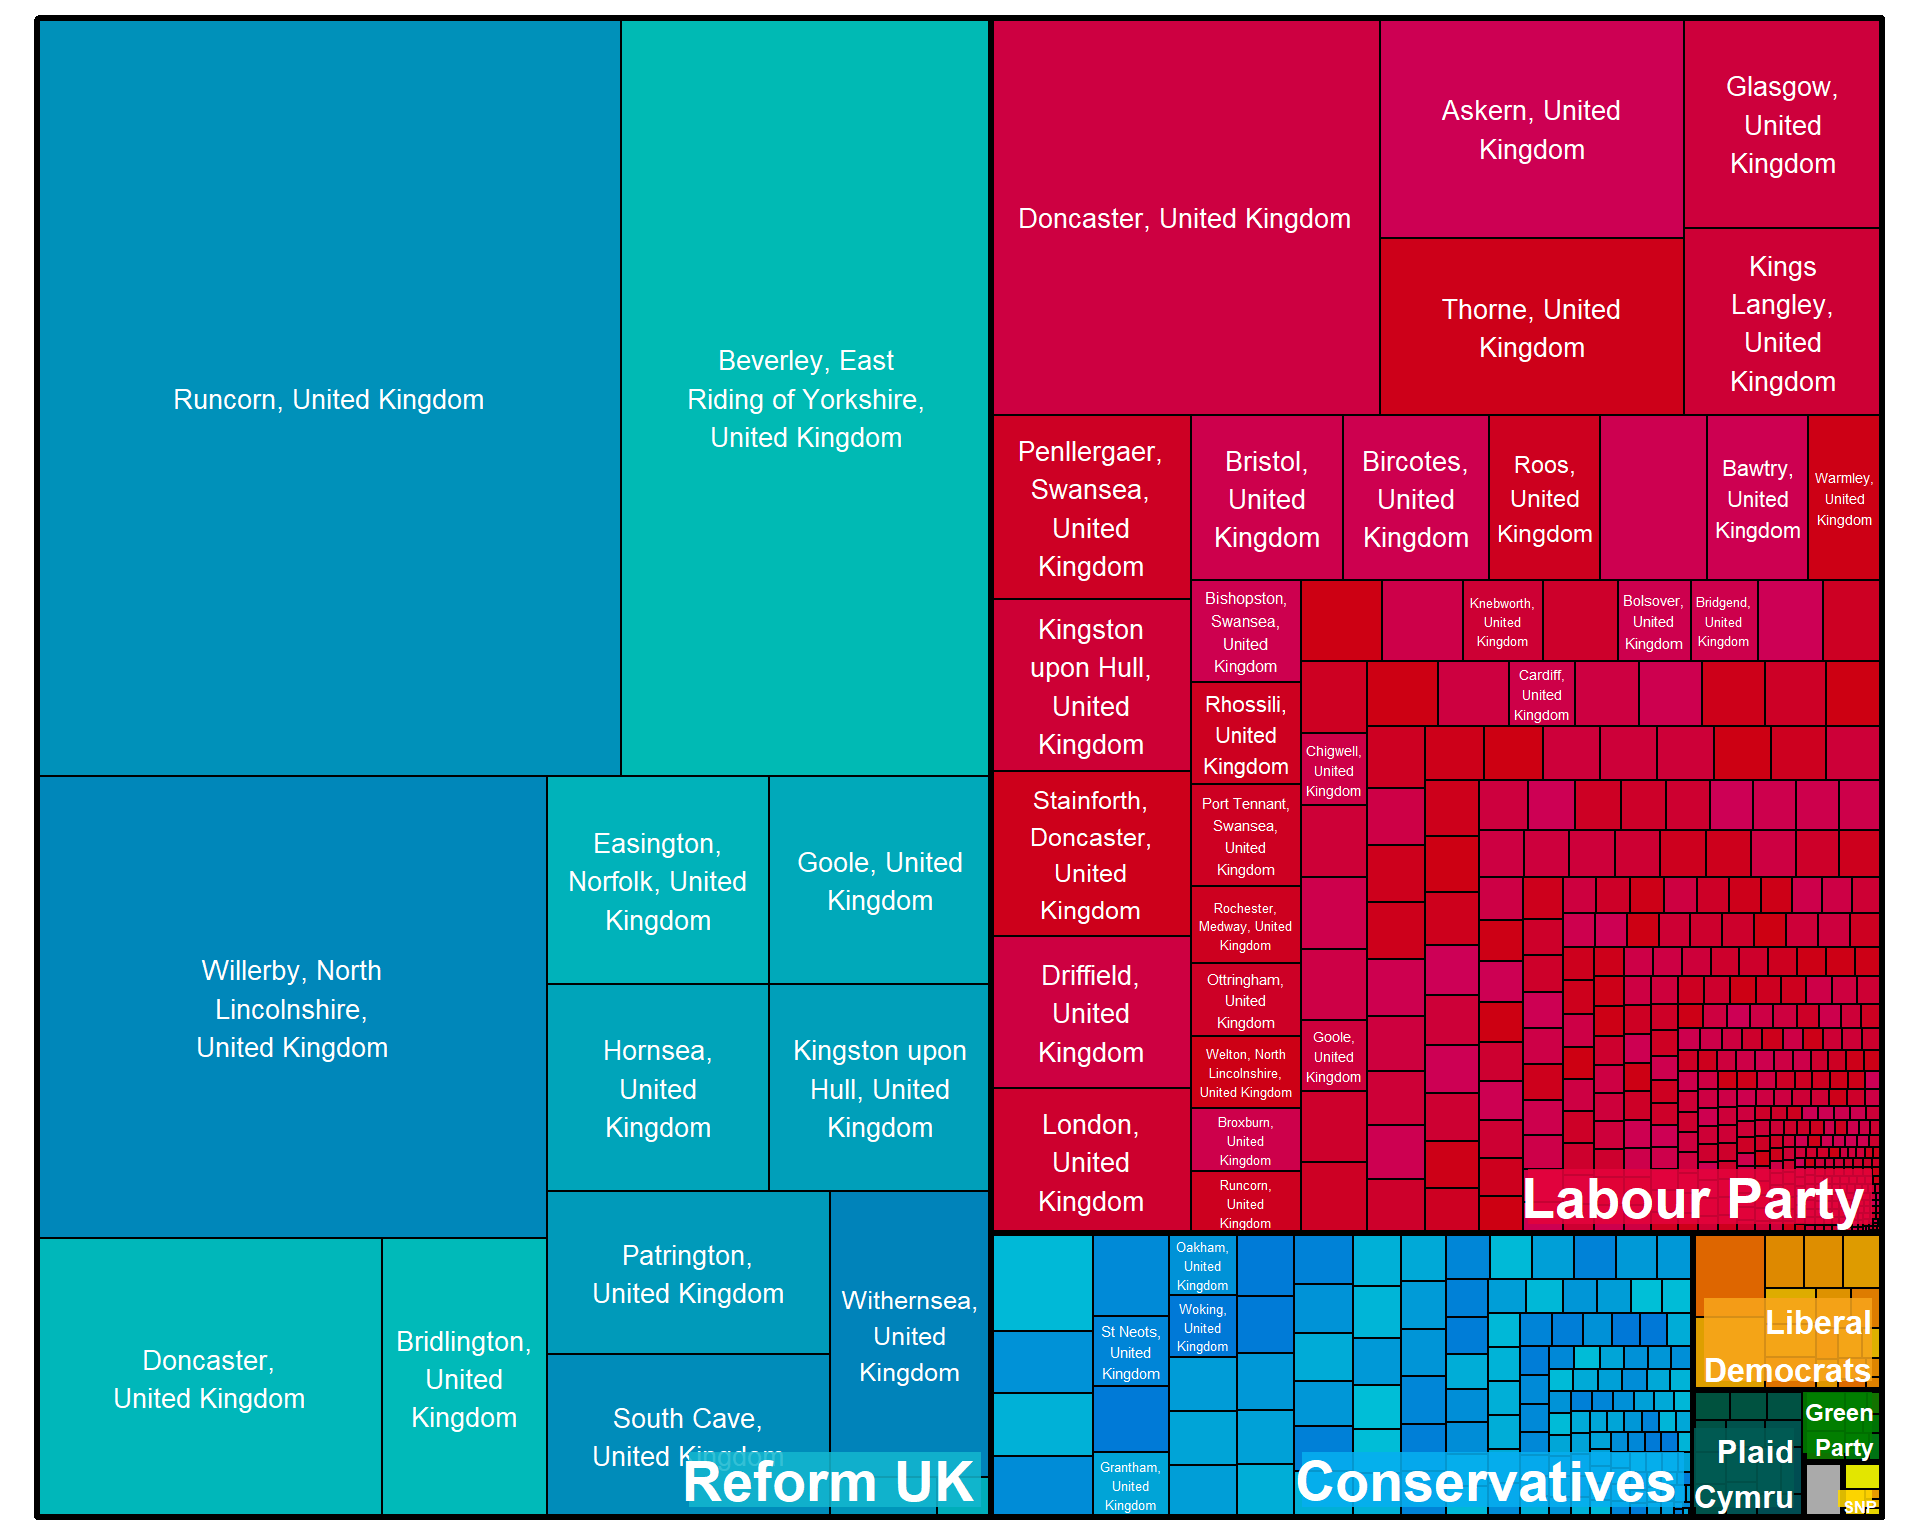 Runcorn, United Kingdom
Beverley, East
Riding of Yorkshire,
United Kingdom
Willerby, North
Lincolnshire,
United Kingdom
Easington,
Norfolk, United
Kingdom
Goole, United
Kingdom
Hornsea,
United
Kingdom
Kingston upon
Hull, United
Kingdom
Doncaster,
United Kingdom
Bridlington,
United
Kingdom
Patrington,
United Kingdom
South Cave,
United Kingdom
Withernsea,
United
Kingdom
Reform UK
Doncaster, United Kingdom
Askern, United
Kingdom
Thorne, United
Kingdom
Glasgow,
United
Kingdom
Kings
Langley,
United
Kingdom
Penllergaer,
Swansea,
United
Kingdom
Kingston
upon Hull,
United
Kingdom
Stainforth,
Doncaster,
United
Kingdom
Driffield,
United
Kingdom
London,
United
Kingdom
Bristol,
United
Kingdom
Bircotes,
United
Kingdom
Roos,
United
Kingdom
Bawtry,
United
Kingdom
Warmley,
United
Kingdom
Bishopston,
Swansea,
United
Kingdom
Rhossili,
United
Kingdom
Port Tennant,
Swansea,
United
Kingdom
Rochester,
Medway, United
Kingdom
Ottringham,
United
Kingdom
Welton, North
Lincolnshire,
United Kingdom
Broxburn,
United
Kingdom
Runcorn,
United
Kingdom
Knebworth,
United
Kingdom
Bolsover,
United
Kingdom
Bridgend,
United
Kingdom
Cardiff,
United
Kingdom
Chigwell,
United
Kingdom
Goole,
United
Kingdom
Labour Party
Oakham,
United
Kingdom
Woking,
United
Kingdom
St Neots,
United
Kingdom
Grantham,
United
Kingdom
Conservatives
Liberal
Democrats
Plaid
Cymru
Green
Party
SNP